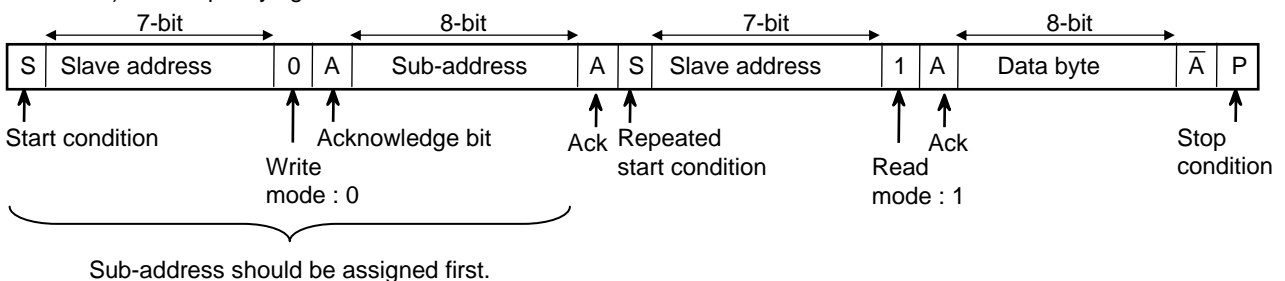 7-bit 8-bit 7-bit 8-bit
S Slave address 0 A Sub-address A S Slave address 1 A Data byte A̅ P
Start condition Acknowledge bit Ack Repeated Ack Stop
Write start condition Read condition
mode : 0 mode : 1
Sub-address should be assigned first.